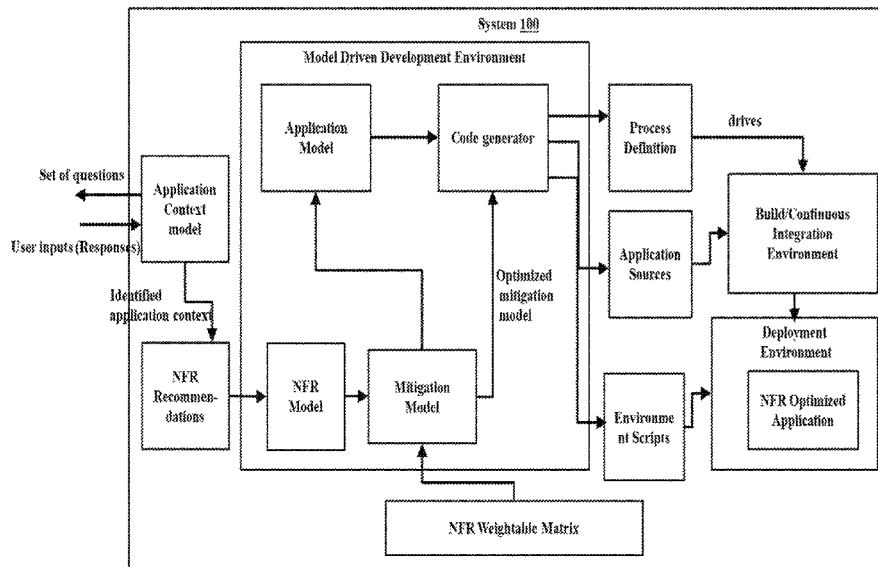 System 100
Model Driven Development Environment
Application
Model
Code generator
Process
Definition
drives
Set of questions
Application
Context
model
User inputs (Responses)
Build/Continuous
Integration
Environment
Application
Sources
Optimized
mitigation
model
Identified
application context
Deployment
Environment
NFR
Recommen-
dations
NFR
Model
Mitigation
Model
NFR Optimized
Application
Environme
nt Scripts
NFR Weightable Matrix